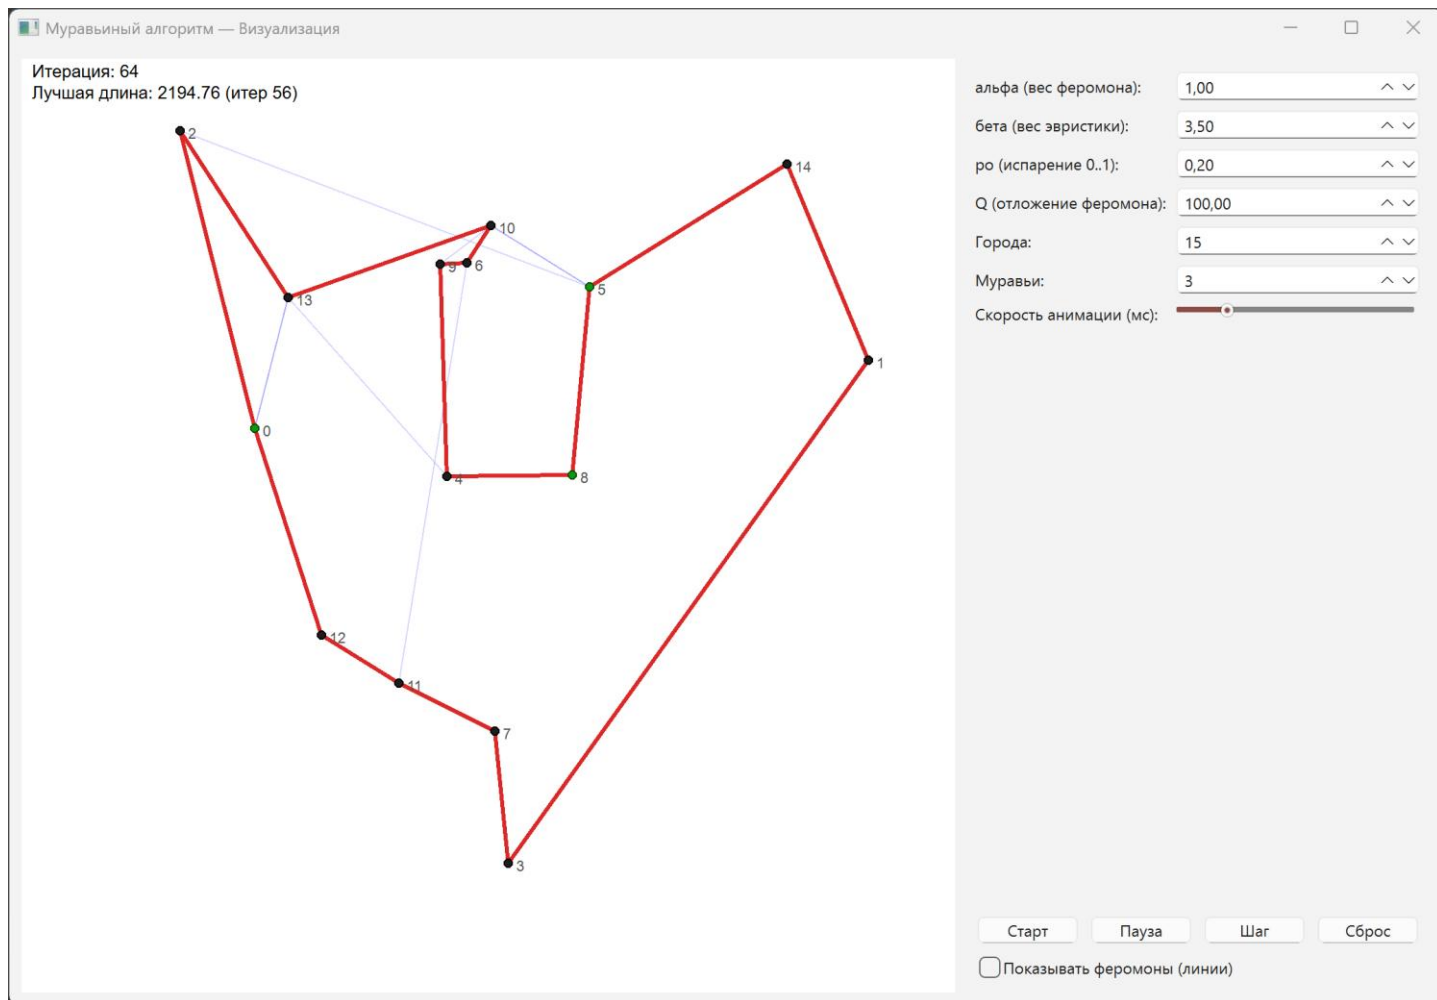 Муравьиный алгоритм — Визуализация
Итерация: 64
Лучшая длина: 2194.76 (итер 56)
2
14
10
9
6
5
13
1
0
4
8
12
11
7
3
альфа (вес феромона): 1,00
бета (вес эвристики): 3,50
ро (испарение 0..1): 0,20
Q (отложение феромона): 100,00
Города: 15
Муравьи: 3
Скорость анимации (мс):
Старт Пауза Шаг Сброс
Показывать феромоны (линии)